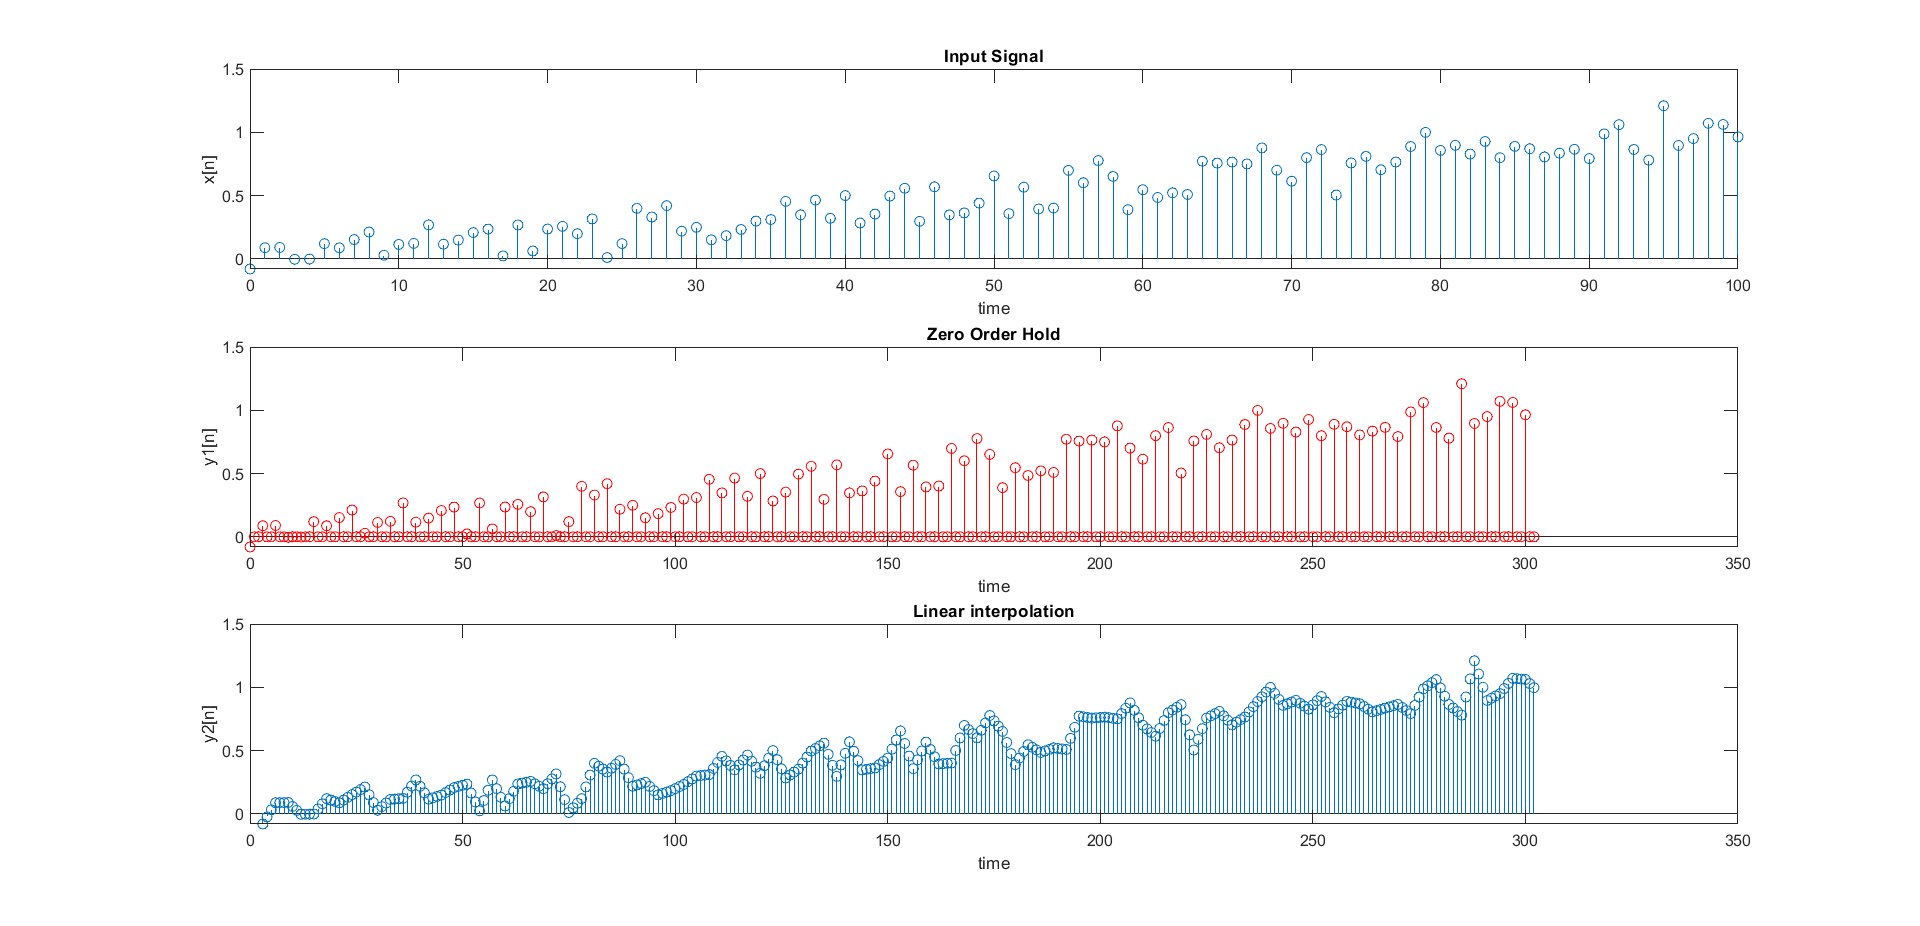 Input Signal
1.5
1
0.5
0
x[n]
0 10 20 30 40 50 60 70 80 90 100
time
Zero Order Hold
1.5
1
0.5
0
y1[n]
0 50 100 150 200 250 300 350
time
Linear interpolation
1.5
1
0.5
0
y2[n]
0 50 100 150 200 250 300 350
time